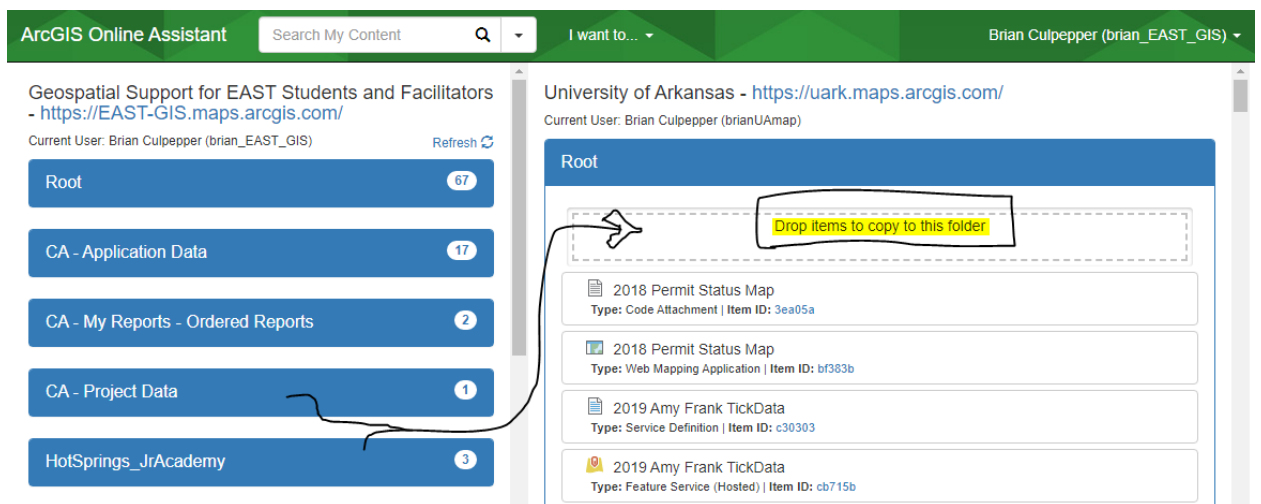 ArcGIS Online Assistant
Search My Content
I want to...
Brian Culpepper (brian_EAST_GIS)
Geospatial Support for EAST Students and Facilitators
- https://EAST-GIS.maps.arcgis.com/
Current User: Brian Culpepper (brian_EAST_GIS)
Refresh
Root
67
CA - Application Data
17
CA - My Reports - Ordered Reports
2
CA - Project Data
1
HotSprings_JrAcademy
3
University of Arkansas - https://uark.maps.arcgis.com/
Current User: Brian Culpepper (brianUAmap)
Root
Drop items to copy to this folder
2018 Permit Status Map
Type: Code Attachment | Item ID: 3ea05a
2018 Permit Status Map
Type: Web Mapping Application | Item ID: bf383b
2019 Amy Frank TickData
Type: Service Definition | Item ID: c30303
2019 Amy Frank TickData
Type: Feature Service (Hosted) | Item ID: cb715b